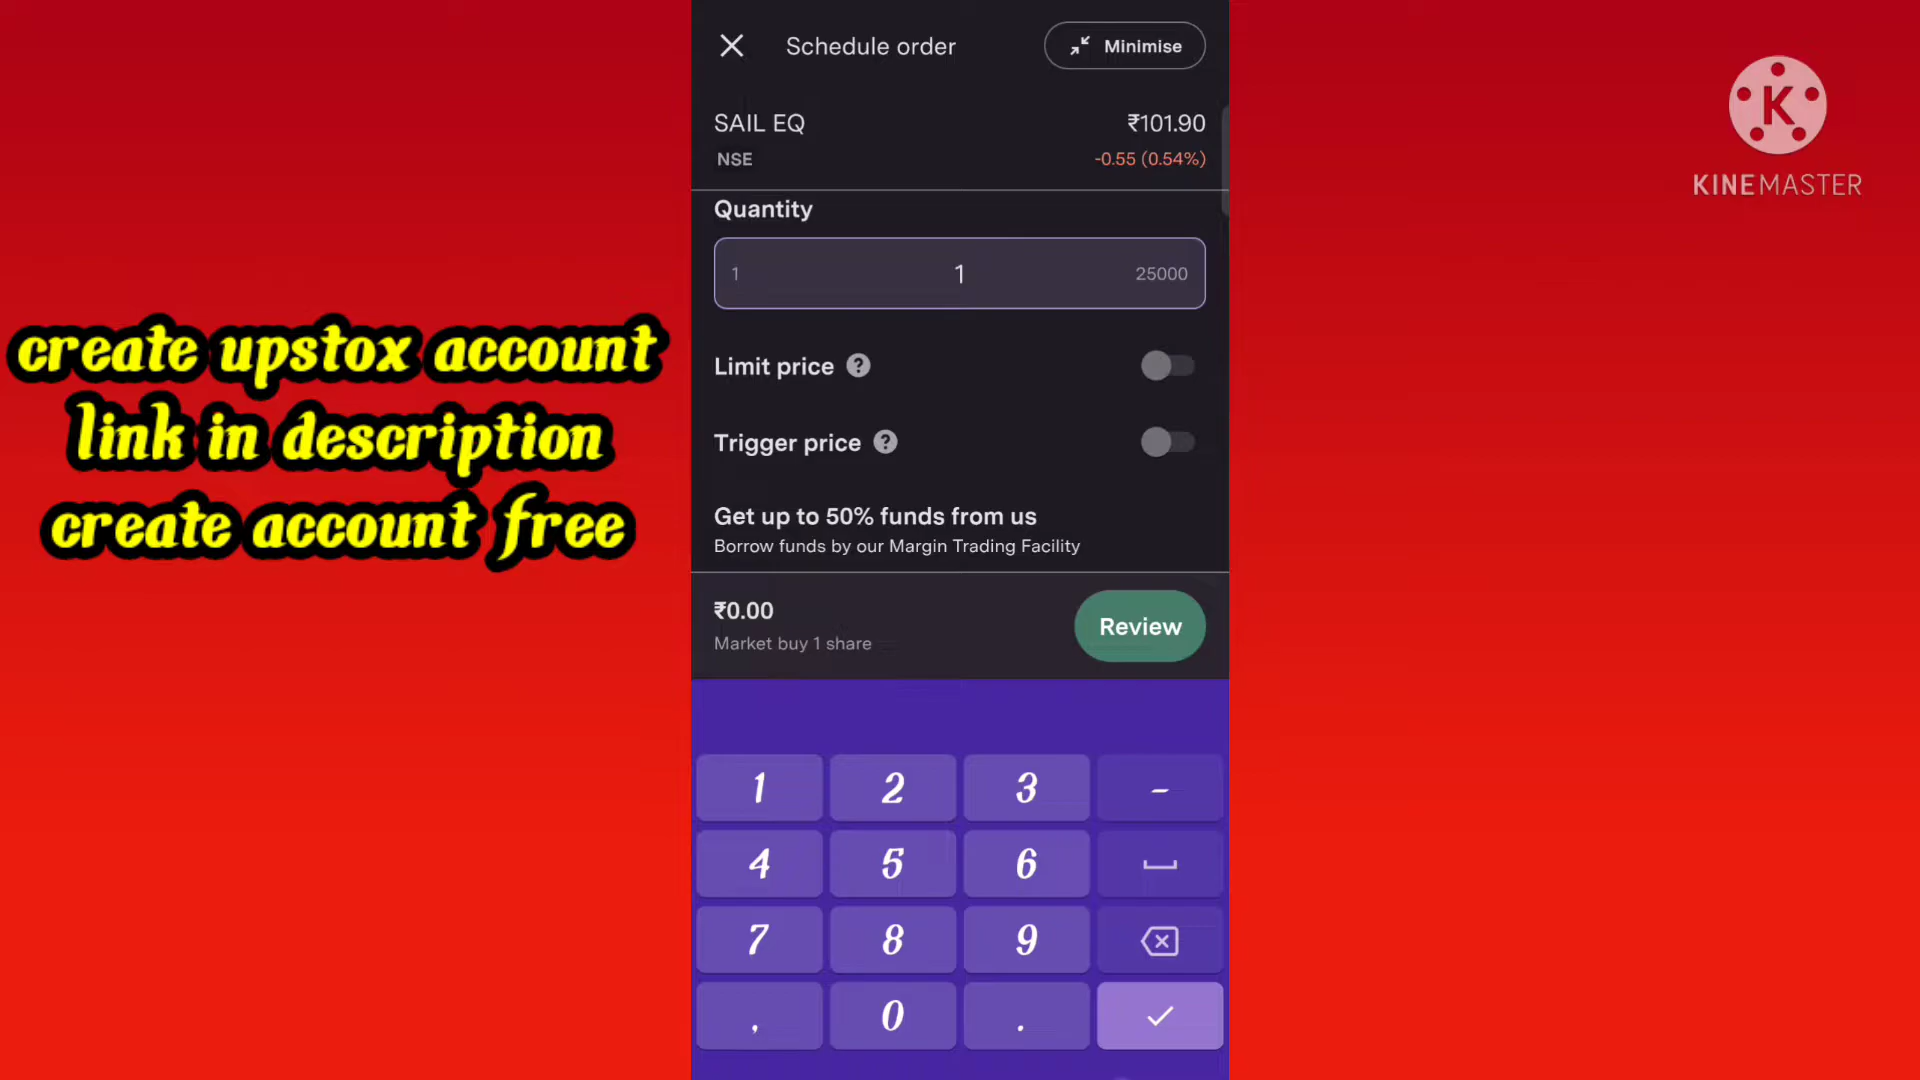 Schedule order
Minimise
SAIL EQ
₹101.90
NSE
-0.55 (0.54%)
Quantity
1
1
25000
Limit price ?
Trigger price ?
Get up to 50% funds from us
Borrow funds by our Margin Trading Facility
₹0.00
Market buy 1 share
Review
1 2 3 -
4 5 6
7 8 9
, 0 .
create upstox account
link in description
create account free
K
KINEMASTER